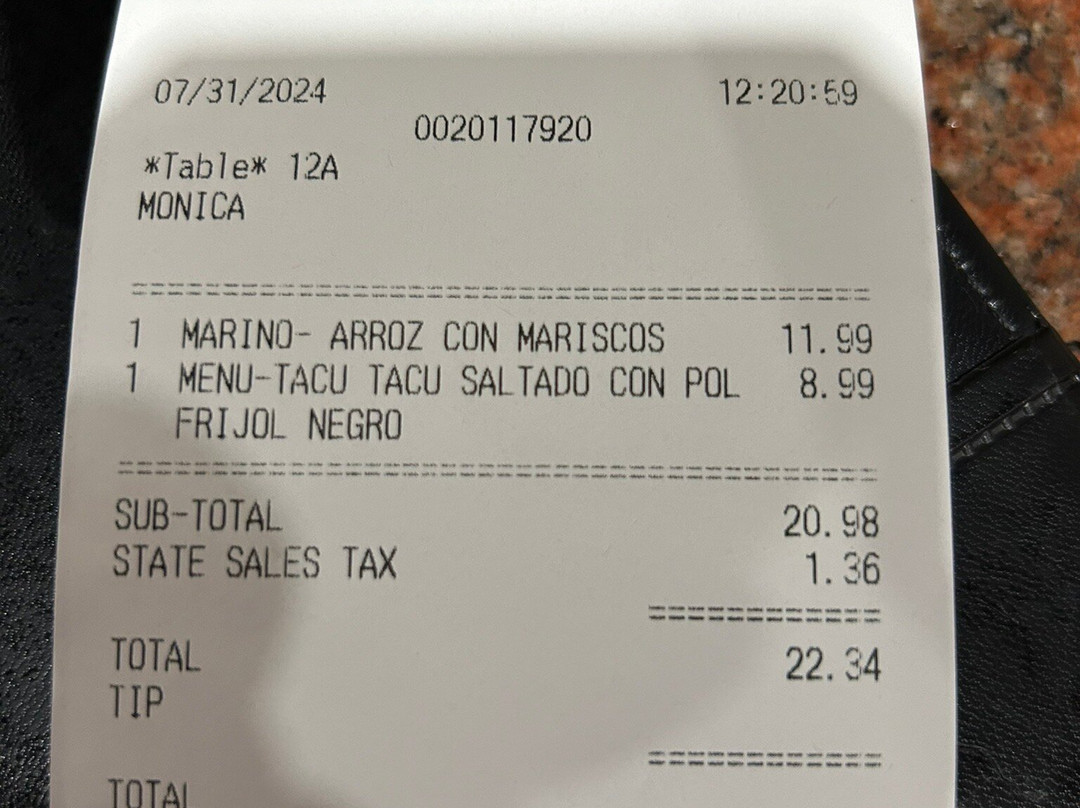 07/31/2024 12:20:59
0020117920
*Table* 12A
MONICA
1 MARINO- ARROZ CON MARISCOS 11.99
1 MENU-TACU TACU SALTADO CON POL 8.99
FRIJOL NEGRO
SUB-TOTAL 20.98
STATE SALES TAX 1.36
TOTAL 22.34
TIP
TOTAL